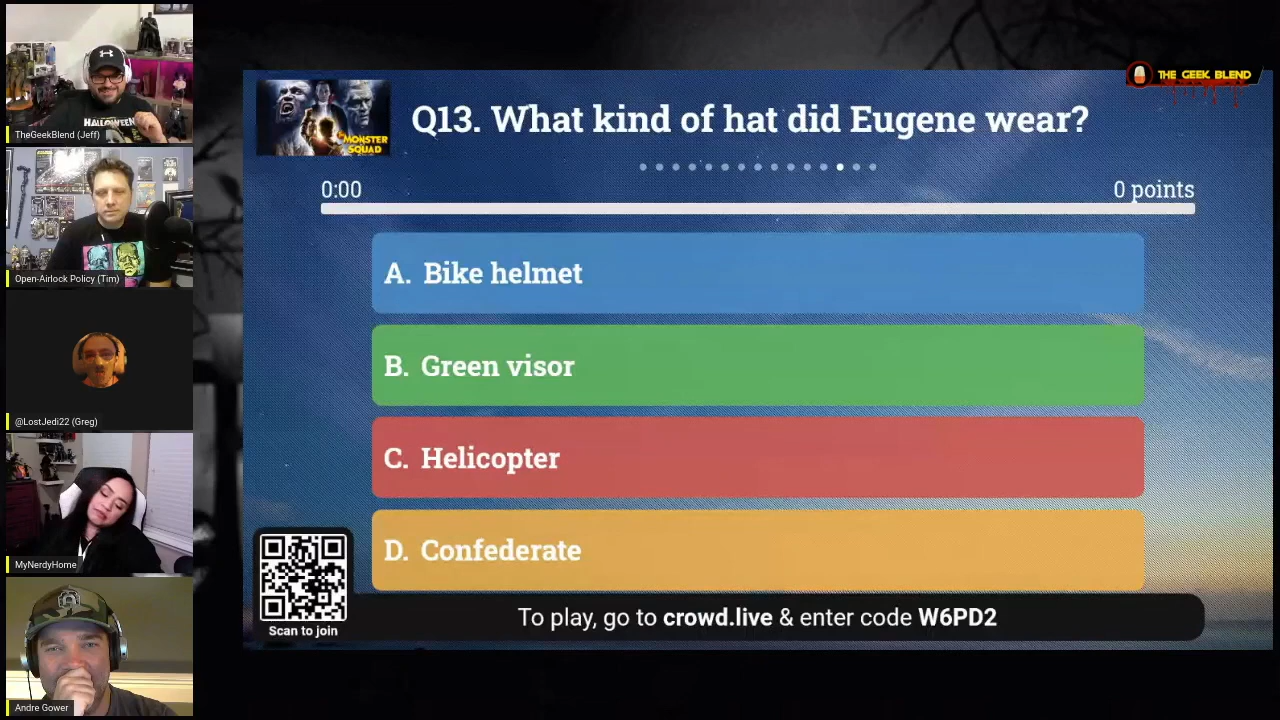 THE GEEK BLEND
MONSTER
SQUAD
Q13. What kind of hat did Eugene wear?
0:00
0 points
A. Bike helmet
B. Green visor
C. Helicopter
D. Confederate
Scan to join
To play, go to crowd.live & enter code W6PD2
HALLOWEEN
TheGeekBlend (Jeff)
Open-Airlock Policy (Tim)
@LostJedi22 (Greg)
MyNerdyHome
Andre Gower